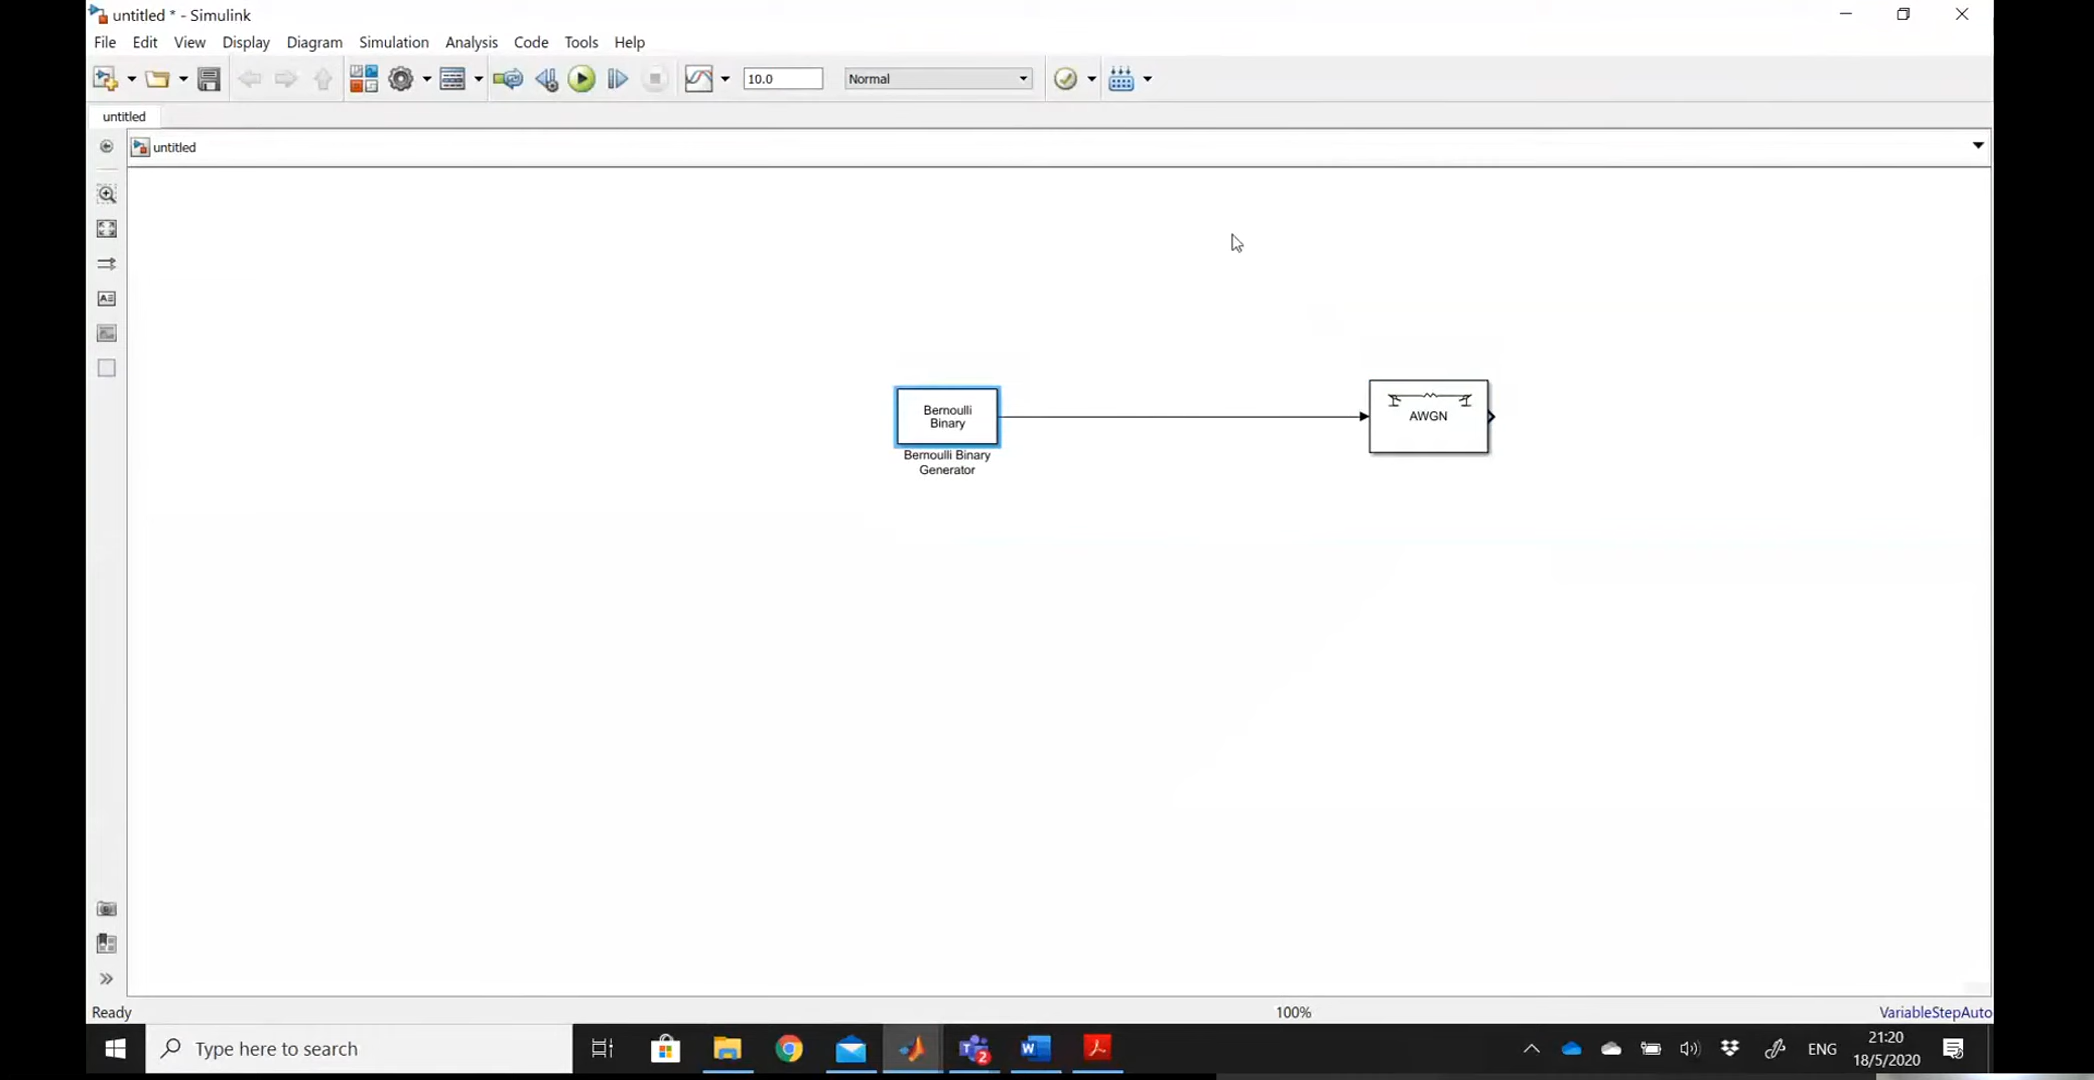 untitled * - Simulink
File Edit View Display Diagram Simulation Analysis Code Tools Help
10.0 Normal
untitled
untitled
Bernoulli
Binary
Bernoulli Binary
Generator
AWGN
Ready 100% VariableStepAuto
Type here to search
2
ENG
21:20
18/5/2020